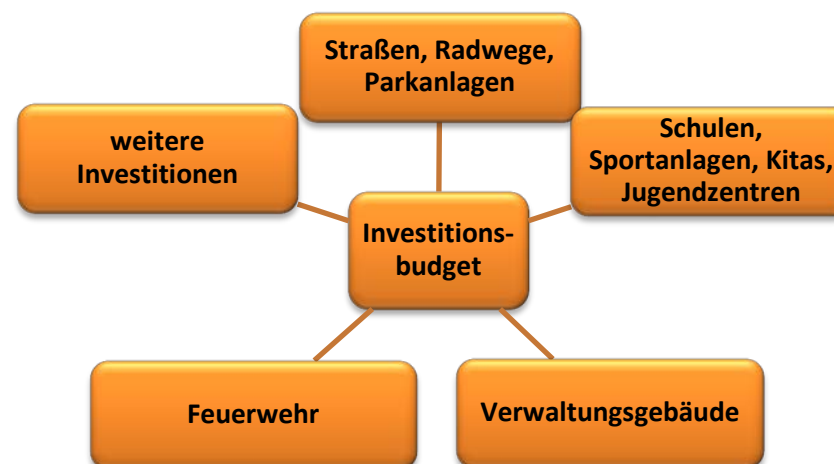 Straßen, Radwege,
Parkanlagen
weitere
Investitionen
Schulen,
Sportanlagen, Kitas,
Jugendzentren
Investitions-
budget
Feuerwehr
Verwaltungsgebäude